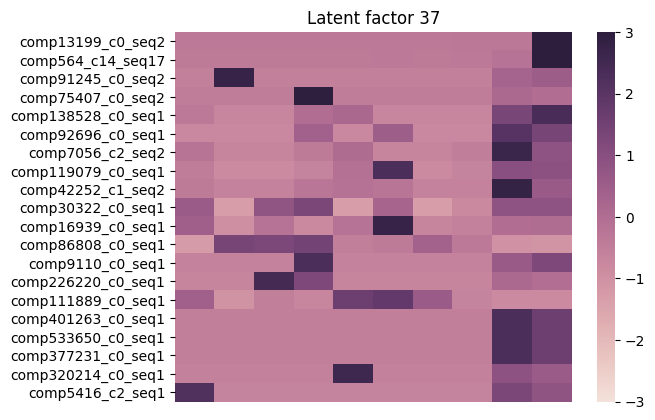 Latent factor 37
comp13199_c0_seq2
comp564_c14_seq17
comp91245_c0_seq2
comp75407_c0_seq2
comp138528_c0_seq1
comp92696_c0_seq1
comp7056_c2_seq2
comp119079_c0_seq1
comp42252_c1_seq2
comp30322_c0_seq1
comp16939_c0_seq1
comp86808_c0_seq1
comp9110_c0_seq1
comp226220_c0_seq1
comp111889_c0_seq1
comp401263_c0_seq1
comp533650_c0_seq1
comp377231_c0_seq1
comp320214_c0_seq1
comp5416_c2_seq1
3
2
1
0
−1
−2
−3